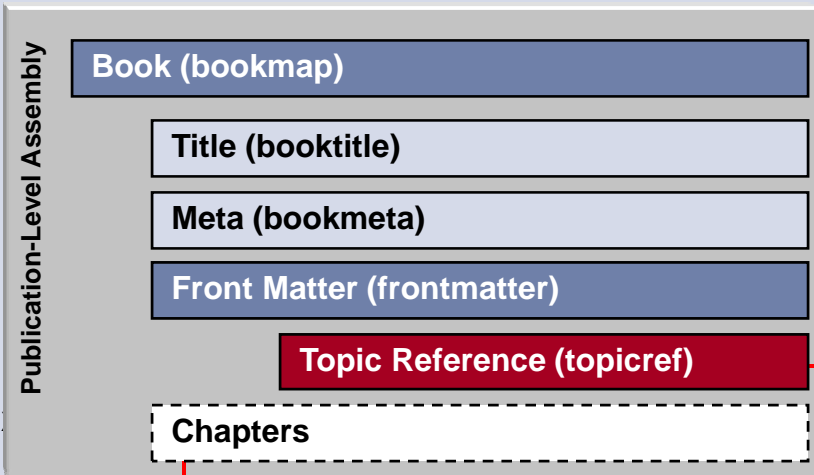 Publication-Level Assembly
Book (bookmap)
Title (booktitle)
Meta (bookmeta)
Front Matter (frontmatter)
Topic Reference (topicref)
Chapters